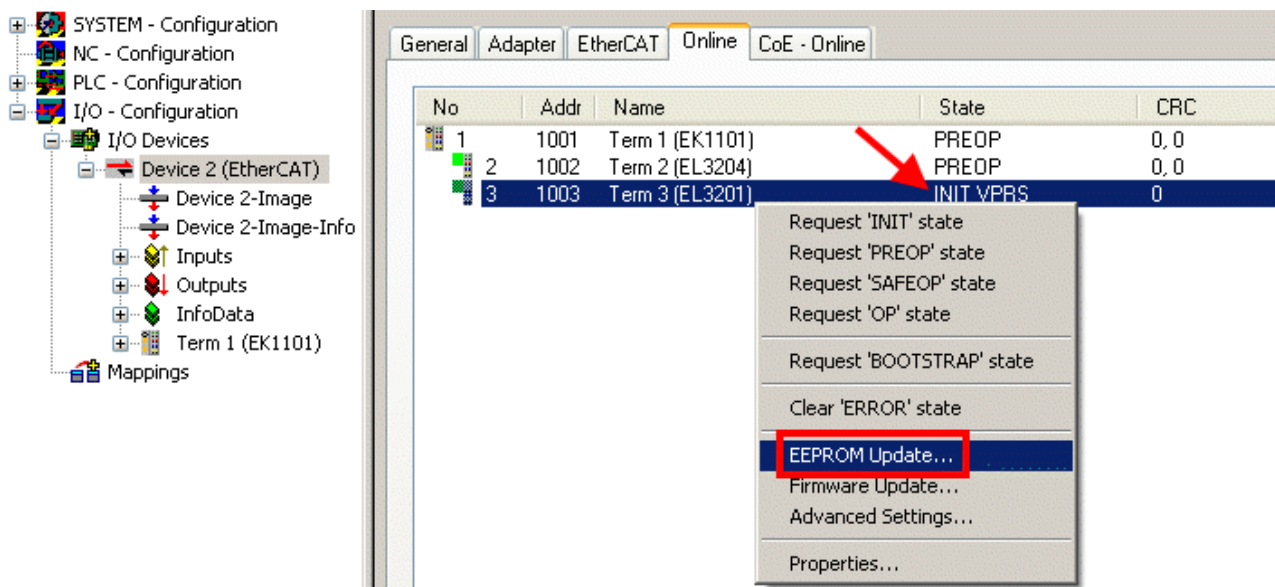 SYSTEM - Configuration
NC - Configuration
PLC - Configuration
I/O - Configuration
I/O Devices
Device 2 (EtherCAT)
Device 2-Image
Device 2-Image-Info
Inputs
Outputs
InfoData
Term 1 (EK1101)
Mappings
General Adapter EtherCAT Online CoE - Online
No Addr Name State CRC
1 1001 Term 1 (EK1101) PREOP 0, 0
2 1002 Term 2 (EL3204) PREOP 0, 0
3 1003 Term 3 (EL3201) INIT VPRS 0
Request 'INIT' state
Request 'PREOP' state
Request 'SAFEOP' state
Request 'OP' state
Request 'BOOTSTRAP' state
Clear 'ERROR' state
EEPROM Update...
Firmware Update...
Advanced Settings...
Properties...